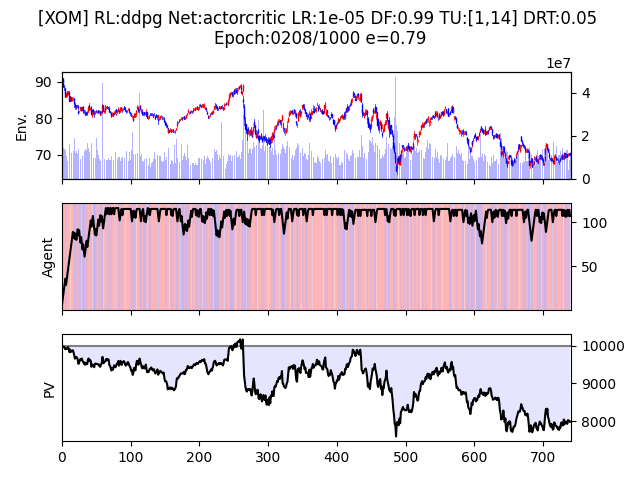 [XOM] RL:ddpg Net:actorcritic LR:1e-05 DF:0.99 TU:[1,14] DRT:0.05
Epoch:0208/1000 e=0.79
1e7
Env.
90
80
70
4
2
0
Agent
100
50
PV
10000
9000
8000
0 100 200 300 400 500 600 700